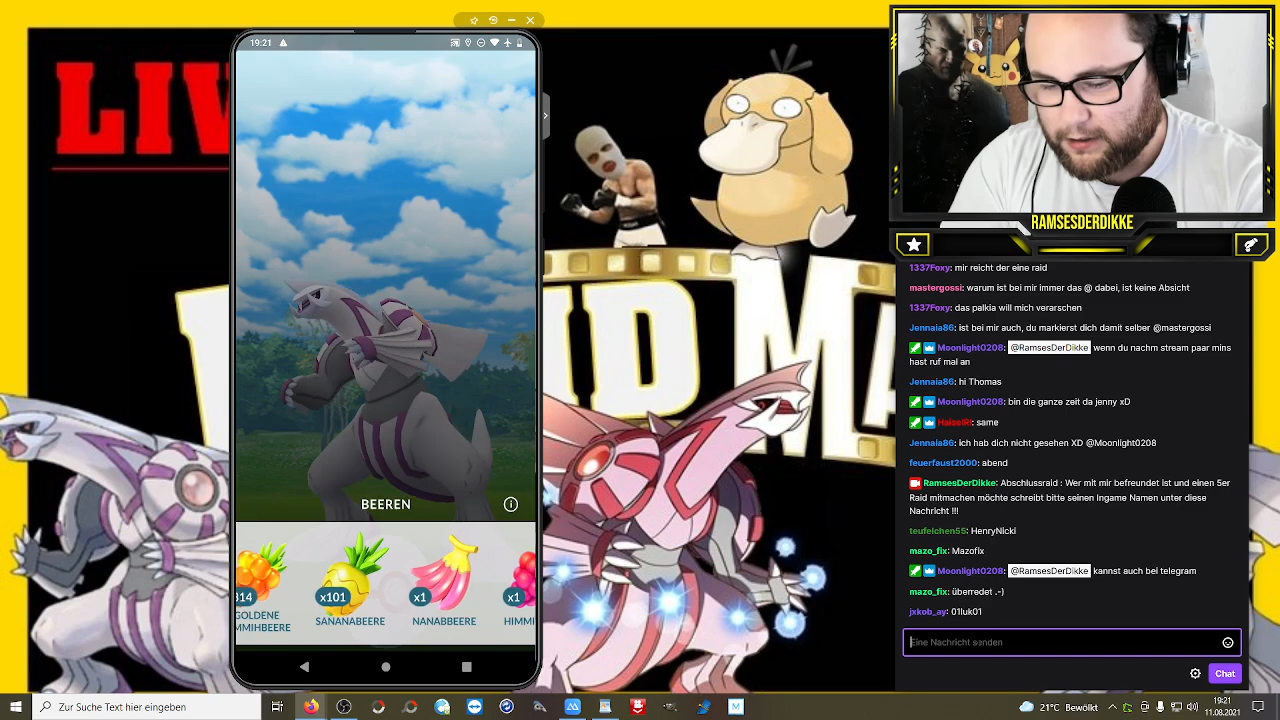 LIV
19:21
BEEREN
x101
x1
x1
GOLDENE
SANANABEERE
NANABBEERE
RAMSESDERDIKKE
1337Foxy: mir reicht der eine raid
mastergossi: warum ist bei mir immer das @ dabei, ist keine Absicht
1337Foxy: das palkia will mich verarschen
Jennaia86: ist bei mir auch, du markierst dich damit selber @mastergossi
Moonlight0208: @RamsesDerDikke wenn du nachm stream paar mins
hast ruf mal an
Jennaia86: hi Thomas
Moonlight0208: bin die ganze zeit da jenny xD
same
Jennaia86: ich hab dich nicht gesehen XD @Moonlight0208
feuerfaust2000: abend
RamsesDerDikke: Abschlussraid : Wer mit mir befreundet ist und einen 5er
Raid mitmachen möchte schreibt bitte seinen Ingame Namen unter diese
Nachricht !!!
teufelchen55: HenryNicki
mazo_fix: Mazofix
Moonlight0208: @RamsesDerDikke kannst auch bei telegram
mazo_fix: überredet .-)
jxkob_ay: 01luk01
Eine Nachricht senden
Chat
Zur Suche Text hier eingeben
21°C
19:21
11.08.2021